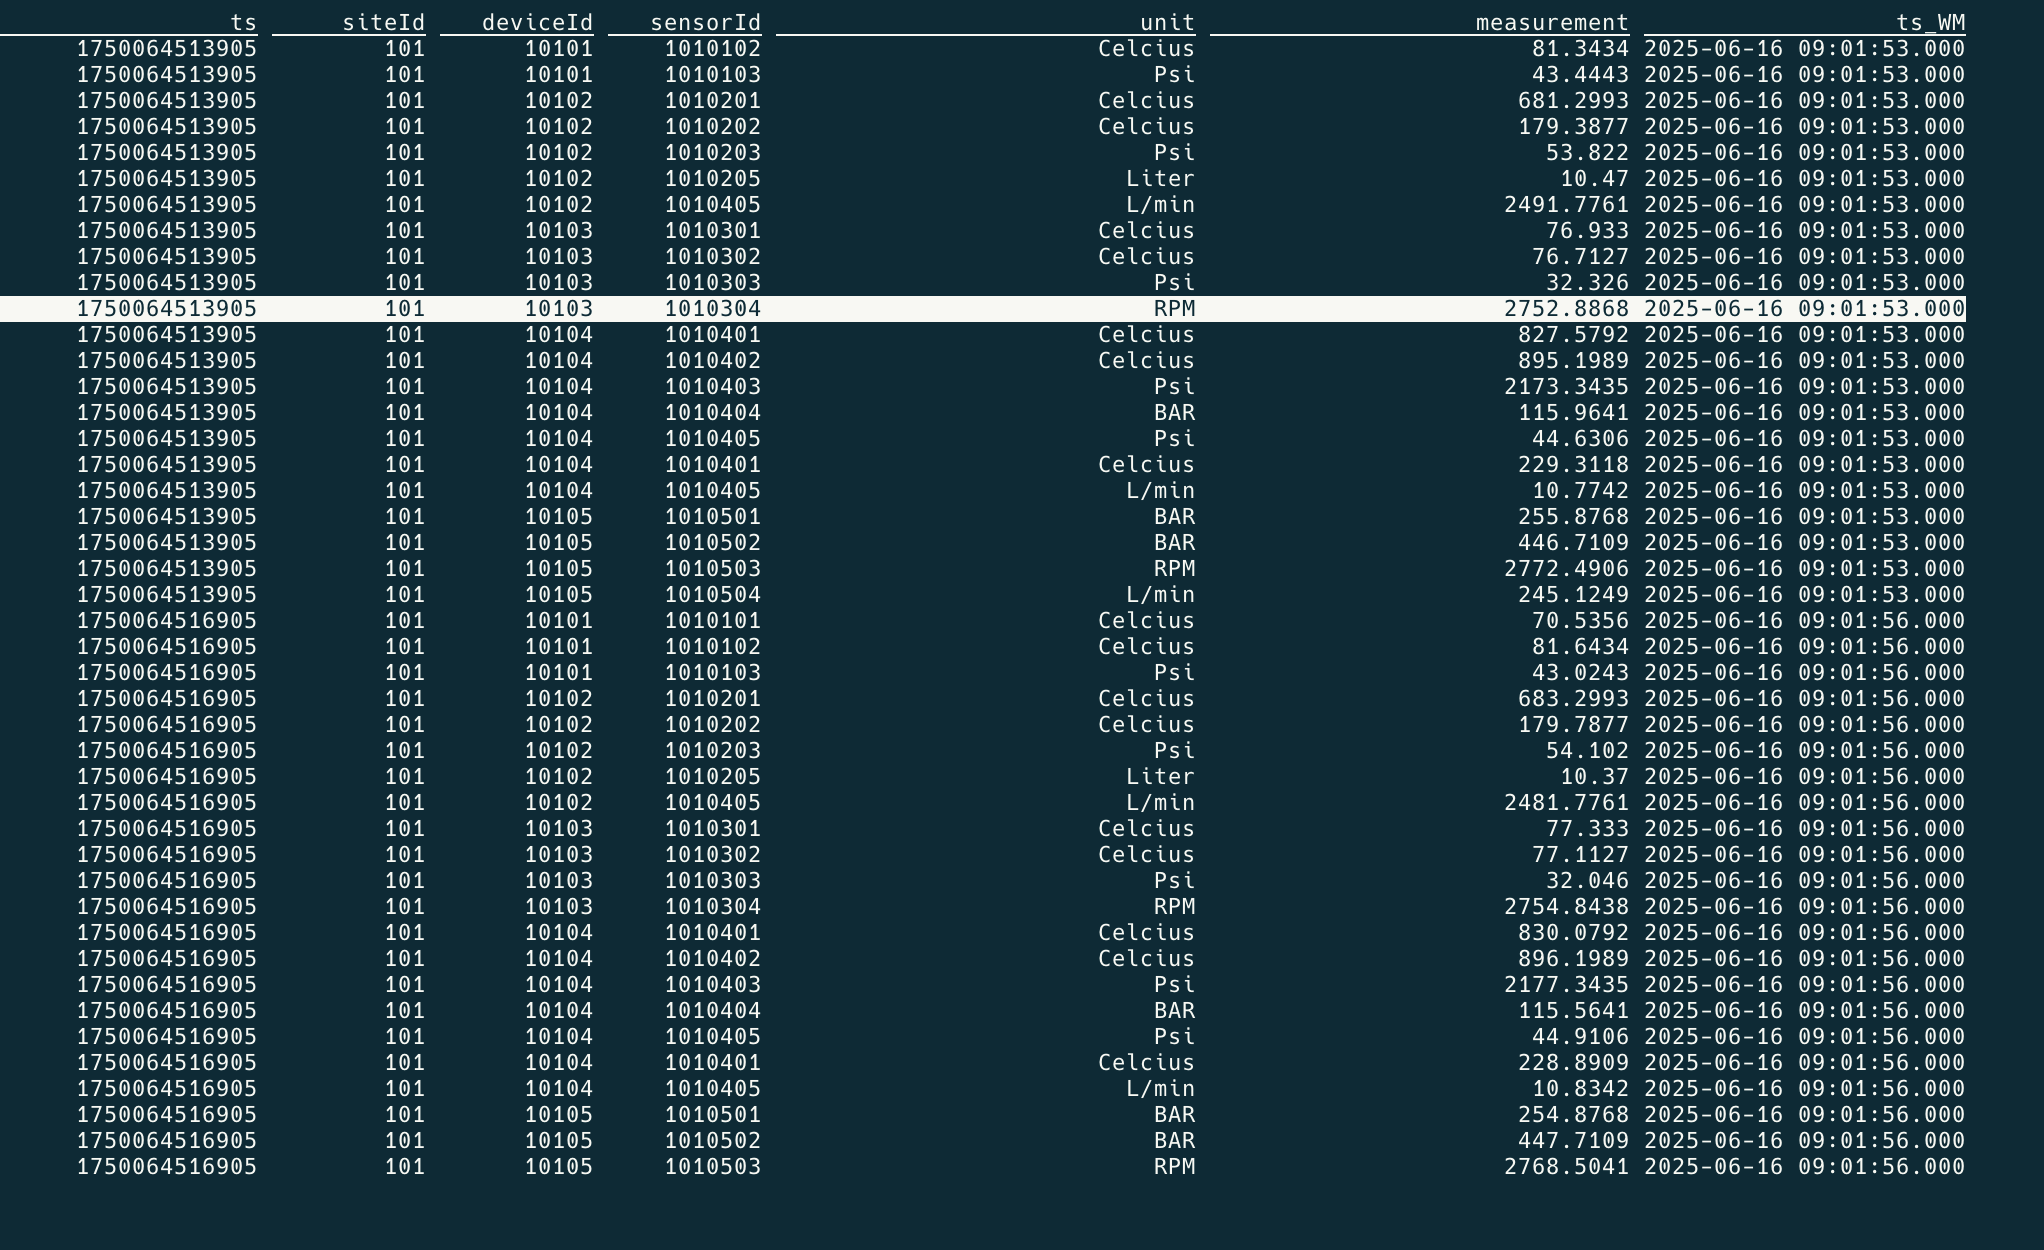 ts siteId deviceId sensorId unit measurement ts_WM
1750064513905 101 10101 1010102 Celcius 81.3434 2025-06-16 09:01:53.000
1750064513905 101 10101 1010103 Psi 43.4443 2025-06-16 09:01:53.000
1750064513905 101 10102 1010201 Celcius 681.2993 2025-06-16 09:01:53.000
1750064513905 101 10102 1010202 Celcius 179.3877 2025-06-16 09:01:53.000
1750064513905 101 10102 1010203 Psi 53.822 2025-06-16 09:01:53.000
1750064513905 101 10102 1010205 Liter 10.47 2025-06-16 09:01:53.000
1750064513905 101 10102 1010405 L/min 2491.7761 2025-06-16 09:01:53.000
1750064513905 101 10103 1010301 Celcius 76.933 2025-06-16 09:01:53.000
1750064513905 101 10103 1010302 Celcius 76.7127 2025-06-16 09:01:53.000
1750064513905 101 10103 1010303 Psi 32.326 2025-06-16 09:01:53.000
1750064513905 101 10103 1010304 RPM 2752.8868 2025-06-16 09:01:53.000
1750064513905 101 10104 1010401 Celcius 827.5792 2025-06-16 09:01:53.000
1750064513905 101 10104 1010402 Celcius 895.1989 2025-06-16 09:01:53.000
1750064513905 101 10104 1010403 Psi 2173.3435 2025-06-16 09:01:53.000
1750064513905 101 10104 1010404 BAR 115.9641 2025-06-16 09:01:53.000
1750064513905 101 10104 1010405 Psi 44.6306 2025-06-16 09:01:53.000
1750064513905 101 10104 1010401 Celcius 229.3118 2025-06-16 09:01:53.000
1750064513905 101 10104 1010405 L/min 10.7742 2025-06-16 09:01:53.000
1750064513905 101 10105 1010501 BAR 255.8768 2025-06-16 09:01:53.000
1750064513905 101 10105 1010502 BAR 446.7109 2025-06-16 09:01:53.000
1750064513905 101 10105 1010503 RPM 2772.4906 2025-06-16 09:01:53.000
1750064513905 101 10105 1010504 L/min 245.1249 2025-06-16 09:01:53.000
1750064516905 101 10101 1010101 Celcius 70.5356 2025-06-16 09:01:56.000
1750064516905 101 10101 1010102 Celcius 81.6434 2025-06-16 09:01:56.000
1750064516905 101 10101 1010103 Psi 43.0243 2025-06-16 09:01:56.000
1750064516905 101 10102 1010201 Celcius 683.2993 2025-06-16 09:01:56.000
1750064516905 101 10102 1010202 Celcius 179.7877 2025-06-16 09:01:56.000
1750064516905 101 10102 1010203 Psi 54.102 2025-06-16 09:01:56.000
1750064516905 101 10102 1010205 Liter 10.37 2025-06-16 09:01:56.000
1750064516905 101 10102 1010405 L/min 2481.7761 2025-06-16 09:01:56.000
1750064516905 101 10103 1010301 Celcius 77.333 2025-06-16 09:01:56.000
1750064516905 101 10103 1010302 Celcius 77.1127 2025-06-16 09:01:56.000
1750064516905 101 10103 1010303 Psi 32.046 2025-06-16 09:01:56.000
1750064516905 101 10103 1010304 RPM 2754.8438 2025-06-16 09:01:56.000
1750064516905 101 10104 1010401 Celcius 830.0792 2025-06-16 09:01:56.000
1750064516905 101 10104 1010402 Celcius 896.1989 2025-06-16 09:01:56.000
1750064516905 101 10104 1010403 Psi 2177.3435 2025-06-16 09:01:56.000
1750064516905 101 10104 1010404 BAR 115.5641 2025-06-16 09:01:56.000
1750064516905 101 10104 1010405 Psi 44.9106 2025-06-16 09:01:56.000
1750064516905 101 10104 1010401 Celcius 228.8909 2025-06-16 09:01:56.000
1750064516905 101 10104 1010405 L/min 10.8342 2025-06-16 09:01:56.000
1750064516905 101 10105 1010501 BAR 254.8768 2025-06-16 09:01:56.000
1750064516905 101 10105 1010502 BAR 447.7109 2025-06-16 09:01:56.000
1750064516905 101 10105 1010503 RPM 2768.5041 2025-06-16 09:01:56.000